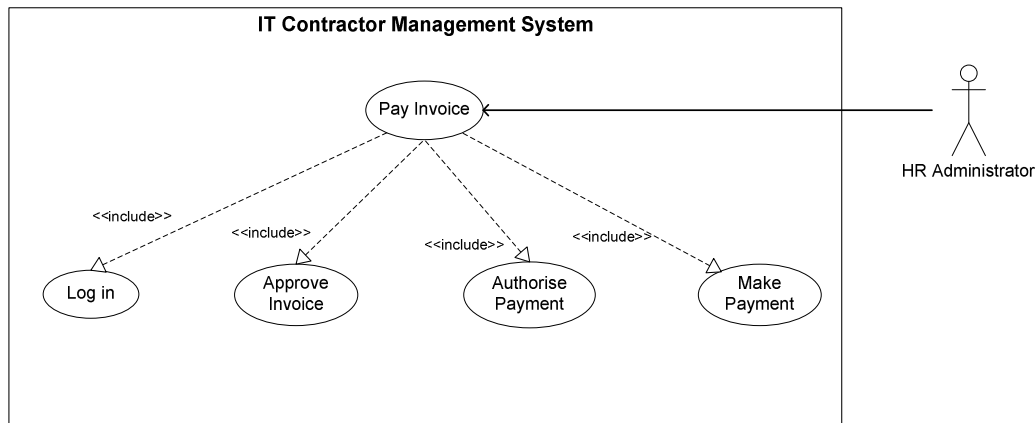 IT Contractor Management System
Pay Invoice
HR Administrator
<<include>>
<<include>>
<<include>>
<<include>>
Log in
Approve
Invoice
Authorise
Payment
Make
Payment